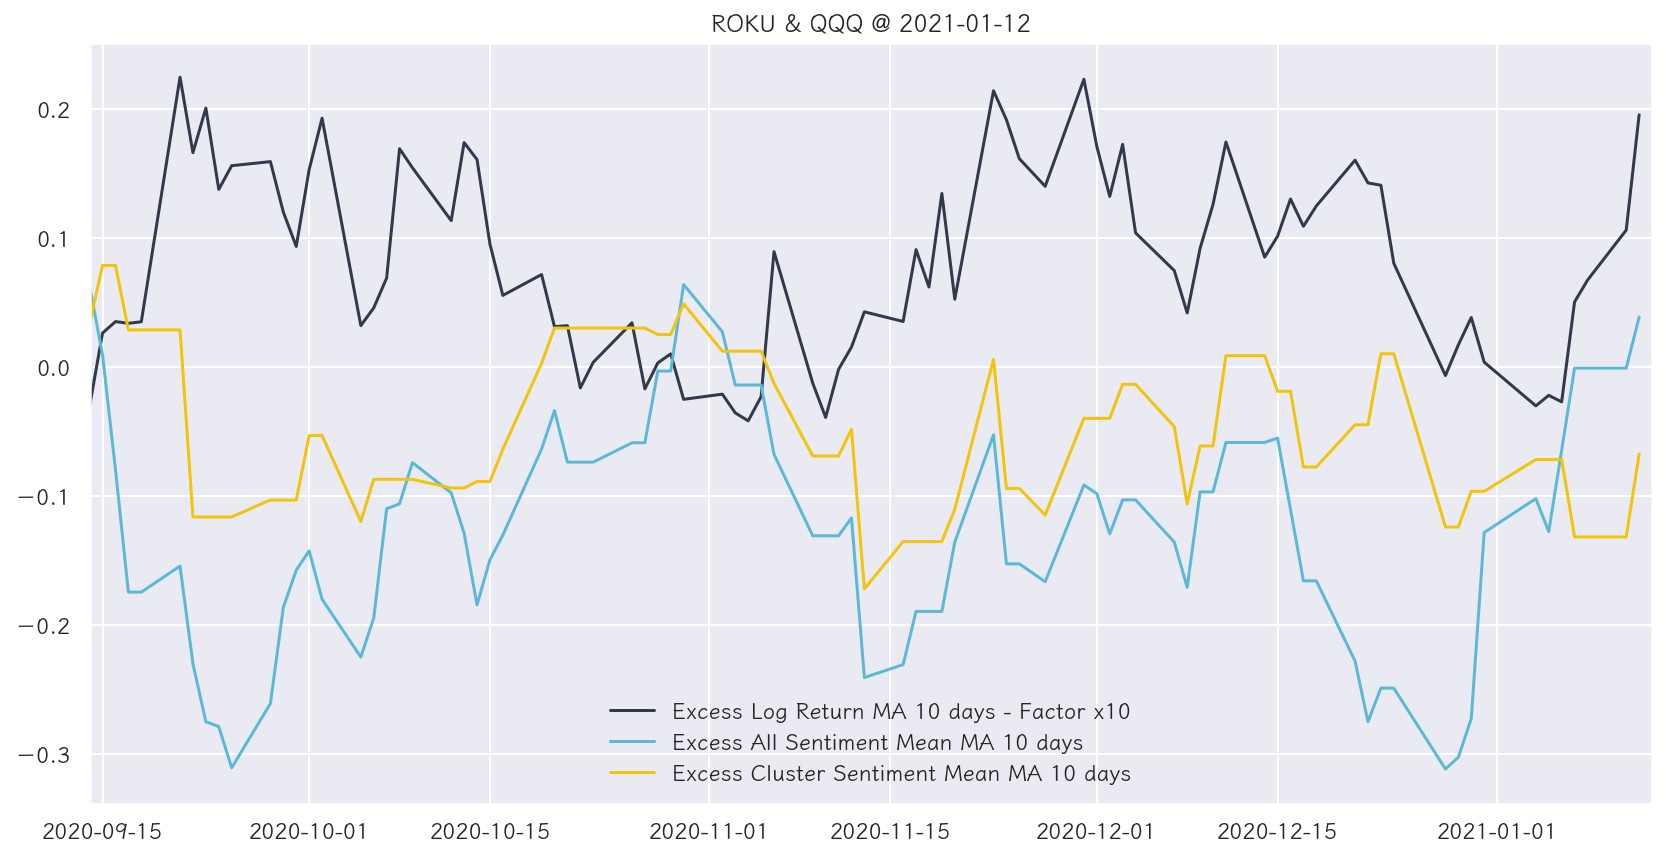 ROKU & QQQ @ 2021-01-12
0.2
0.1
0.0
−0.1
−0.2
−0.3
Excess Log Return MA 10 days - Factor x10
Excess All Sentiment Mean MA 10 days
Excess Cluster Sentiment Mean MA 10 days
2020-09-15 2020-10-01 2020-10-15 2020-11-01 2020-11-15 2020-12-01 2020-12-15 2021-01-01